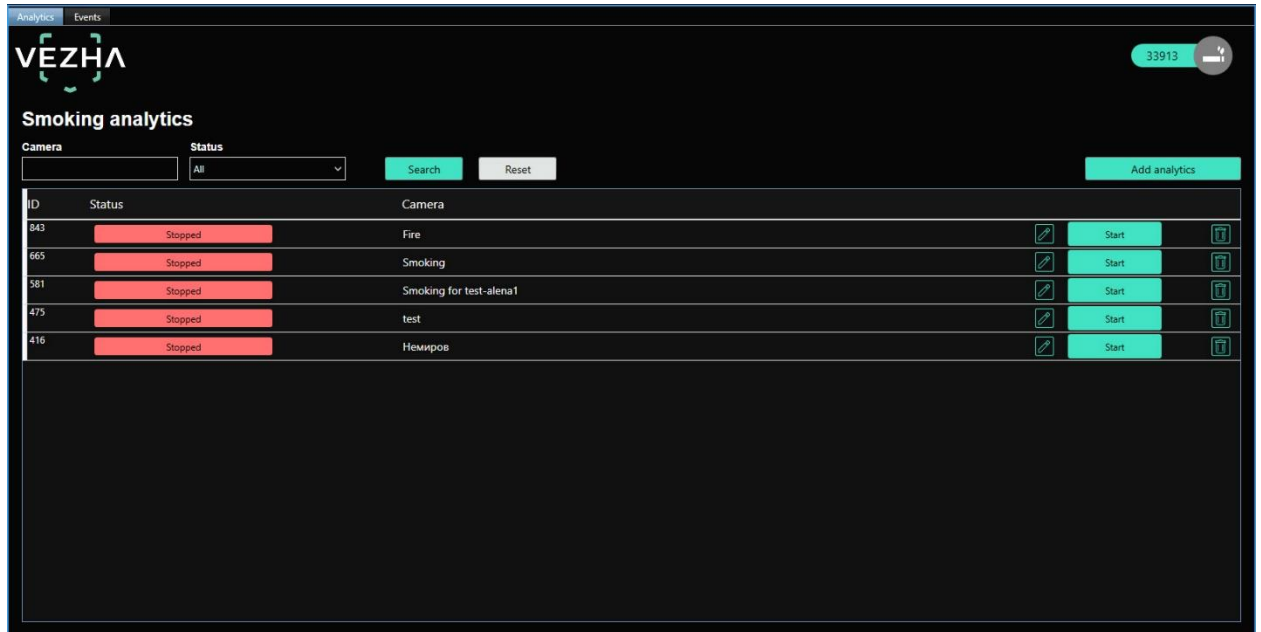 Analytics Events
VEZHA
33913
Smoking analytics
Camera Status
All Search Reset Add analytics
ID Status Camera
843 Stopped Fire Start
665 Stopped Smoking Start
581 Stopped Smoking for test-alena1 Start
475 Stopped test Start
416 Stopped Немиров Start